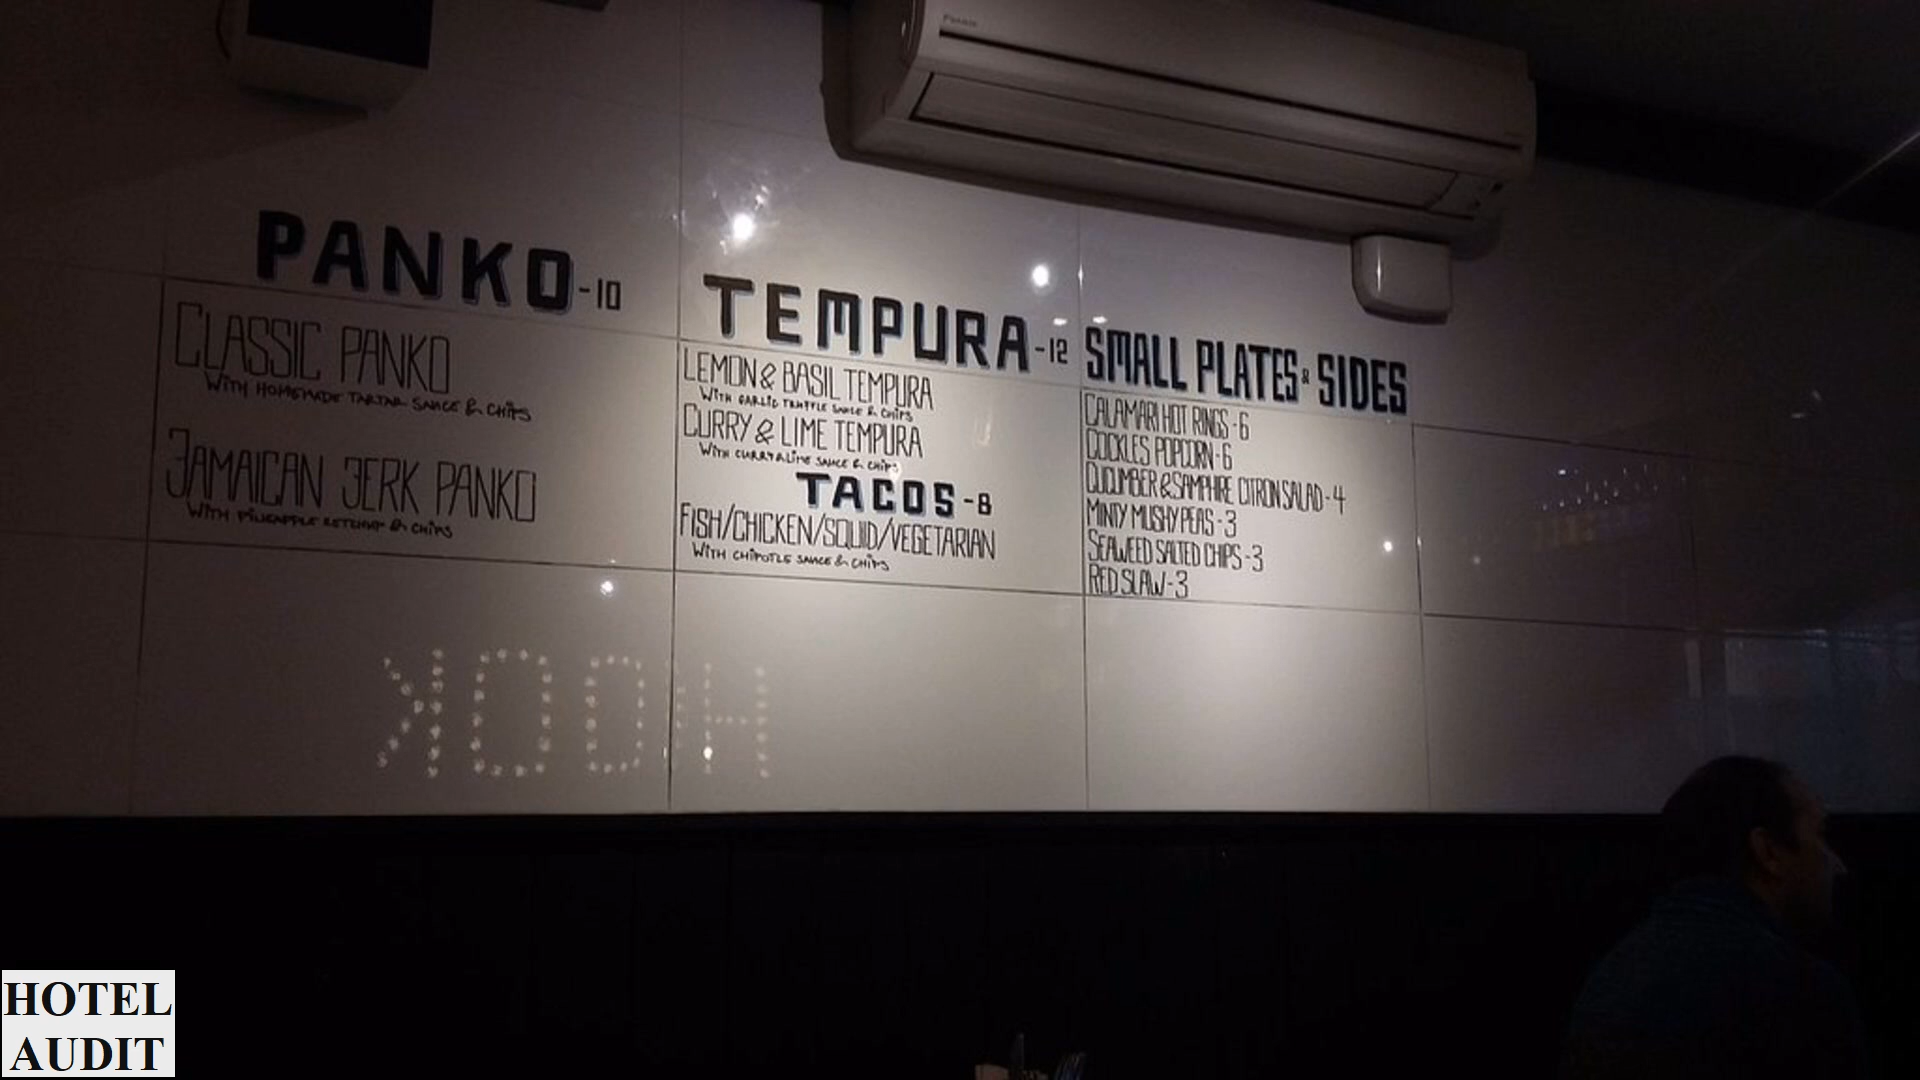 PANKO-10
CLASSIC PANKO
WITH HOMEMADE TARTAR SAUCE & CHIPS
JAMAICAN JERK PANKO
WITH PINEAPPLE KETCHUP & CHIPS
TEMPURA-12
LEMON & BASIL TEMPURA
WITH GARLIC TRUFFLE SAUCE & CHIPS
CURRY & LIME TEMPURA
WITH CURRY & LIME SAUCE & CHIPS
TACOS-8
FISH/CHICKEN/SQUID/VEGETARIAN
WITH CHIPOTLE SAUCE & CHIPS
SMALL PLATES & SIDES
CALAMARI HOT RINGS-6
COCKLES POPCORN-6
CUCUMBER & SAMPHIRE CITRON SALAD-4
MINTY MUSHY PEAS-3
SEAWEED SALTED CHIPS-3
RED SLAW-3
HOOK
DAIKIN
HOTEL
AUDIT